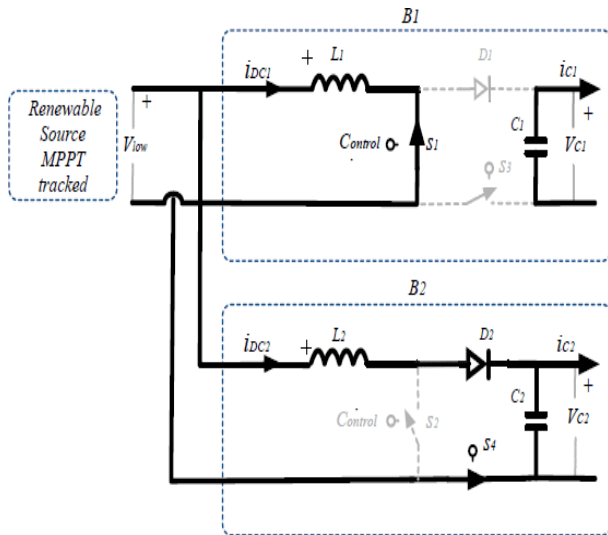 B1
iDC1
+
L1
D1
iC1
+
Renewable
Source
MPPT
tracked
+
Vlow
Control
S1
C1
VC1
+
S3
B2
iDC2
+
L2
D2
iC2
+
Control
S2
C2
VC2
S4